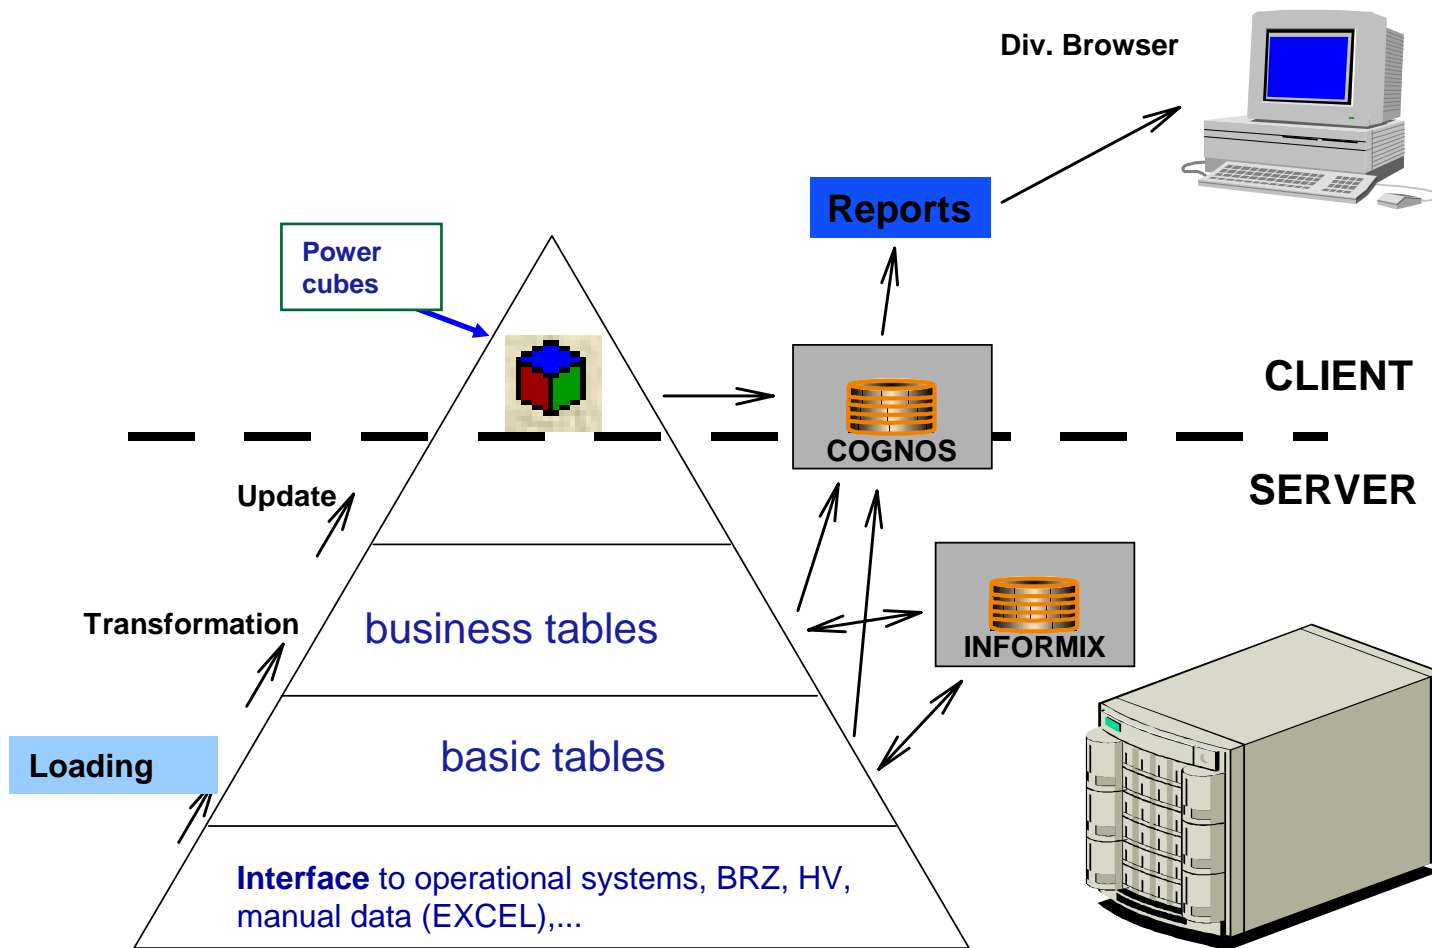 Div. Browser
Reports
Power
cubes
CLIENT
COGNOS
SERVER
Update
Transformation
business tables
INFORMIX
Loading
basic tables
Interface to operational systems, BRZ, HV,
manual data (EXCEL),...